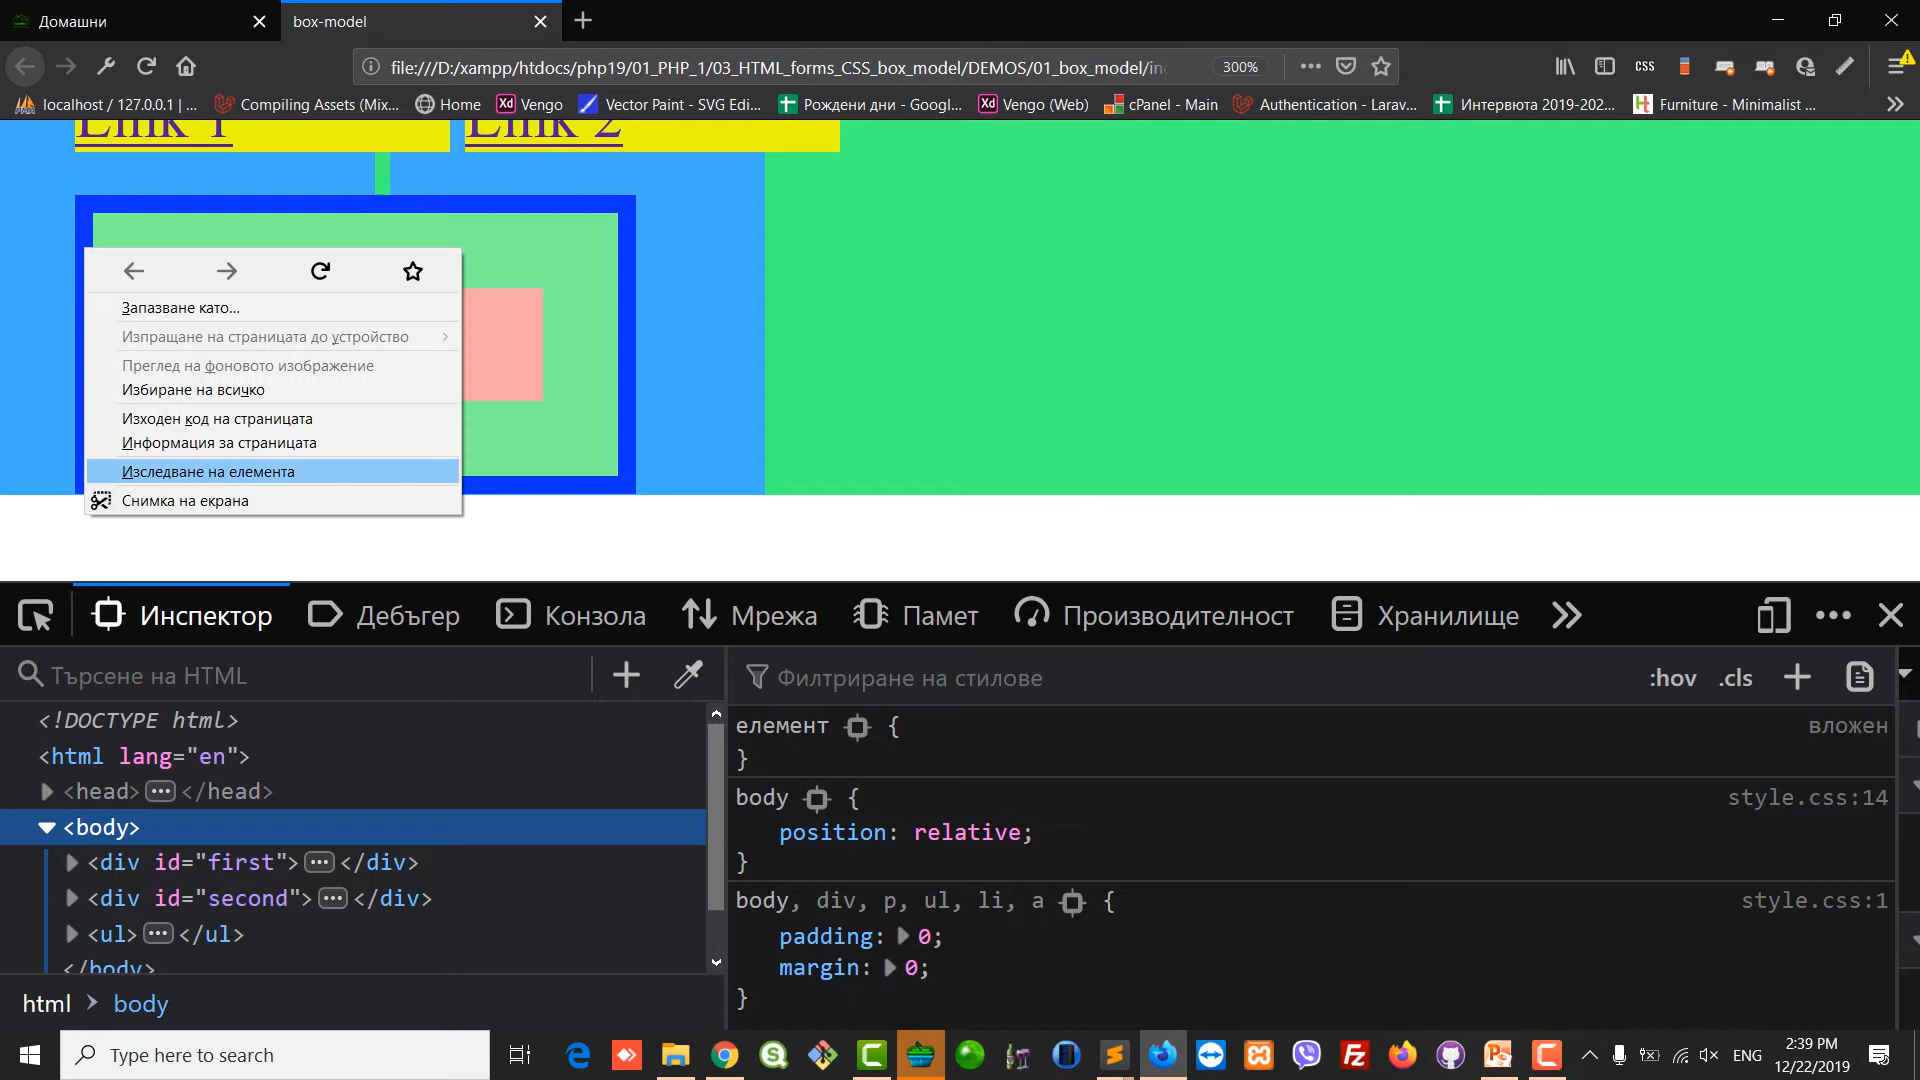 Домашни
box-model
file:///D:/xampp/htdocs/php19/01_PHP_1/03_HTML_forms_CSS_box_model/DEMOS/01_box_model/in
300%
CSS
localhost / 127.0.0.1 | ...
Compiling Assets (Mix...
Home
Vengo
Vector Paint - SVG Edi...
Рождени дни - Googl...
Vengo (Web)
cPanel - Main
Authentication - Larav...
Интервюта 2019-202...
Furniture - Minimalist ...
Link 1
Link 2
Запазване като...
Изпращане на страницата до устройство
Преглед на фоновото изображение
Избиране на всичко
Изходен код на страницата
Информация за страницата
Изследване на елемента
Снимка на екрана
Инспектор
Дебъгер
Конзола
Мрежа
Памет
Производителност
Хранилище
Търсене на HTML
Филтриране на стилове
:hov
.cls
<!DOCTYPE html>
<html lang="en">
<head>
</head>
<body>
<div id="first">
</div>
<div id="second">
</div>
<ul>
</ul>
</body>
html
body
елемент {
вложен
}
body {
style.css:14
position: relative;
}
body, div, p, ul, li, a {
style.css:1
padding: 0;
margin: 0;
}
Type here to search
ENG
2:39 PM
12/22/2019